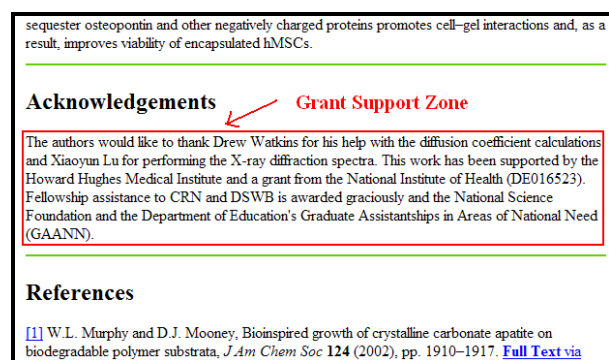 sequester osteopontin and other negatively charged proteins promotes cell–gel interactions and, as a
result, improves viability of encapsulated hMSCs.
Acknowledgements
Grant Support Zone
The authors would like to thank Drew Watkins for his help with the diffusion coefficient calculations
and Xiaoyun Lu for performing the X-ray diffraction spectra. This work has been supported by the
Howard Hughes Medical Institute and a grant from the National Institute of Health (DE016523).
Fellowship assistance to CRN and DSWB is awarded graciously and the National Science
Foundation and the Department of Education's Graduate Assistantships in Areas of National Need
(GAANN).
References
[1] W.L. Murphy and D.J. Mooney, Bioinspired growth of crystalline carbonate apatite on
biodegradable polymer substrata, J Am Chem Soc 124 (2002), pp. 1910–1917. Full Text via